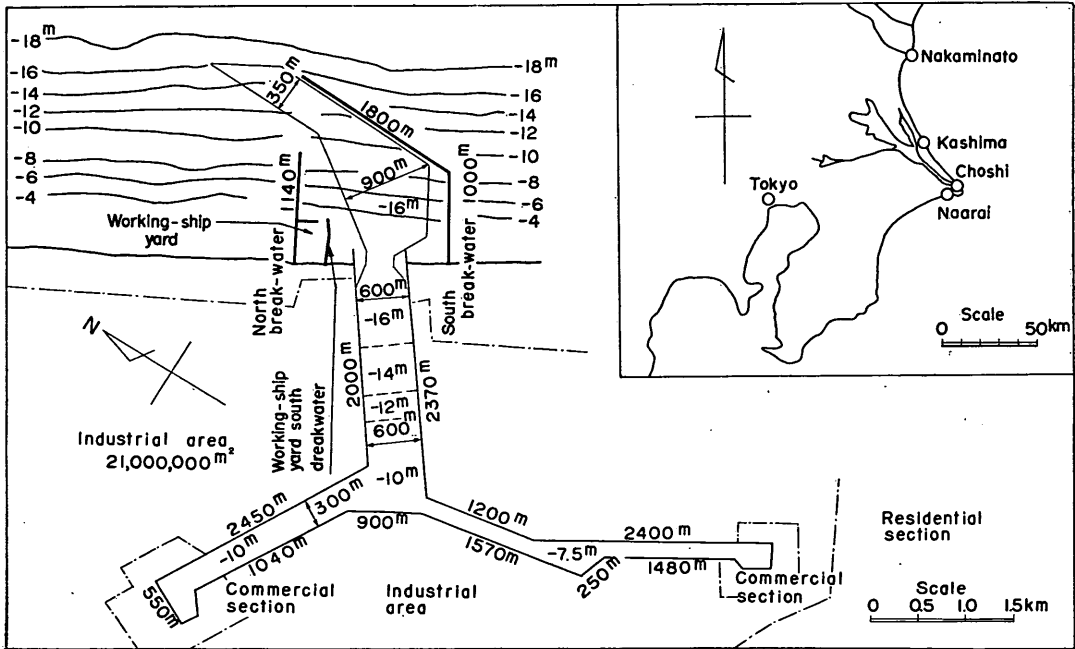 -18m
-16
-14
-12
-10
-8
-6
-4
-18m
-16
-14
-12
-10
-8
-6
-4
350m
1800m
900m
-16m
1140m
1000m
Working-ship
yard
North
break-water
South
break-water
600m
-16m
-14m
-12m
600m
-10m
2000m
2370m
Working-ship
yard south
dreakwater
N
Industrial area
21,000,000m²
2450m
300m
-10m
1040m
550m
900m
1200m
1570m
-7.5m
250m
2400m
1480m
Commercial
section
Industrial
area
Commercial
section
Residential
section
Scale
0 0.5 1.0 1.5km
Nakaminato
Kashima
Choshi
Tokyo
Naarai
Scale
0 50km